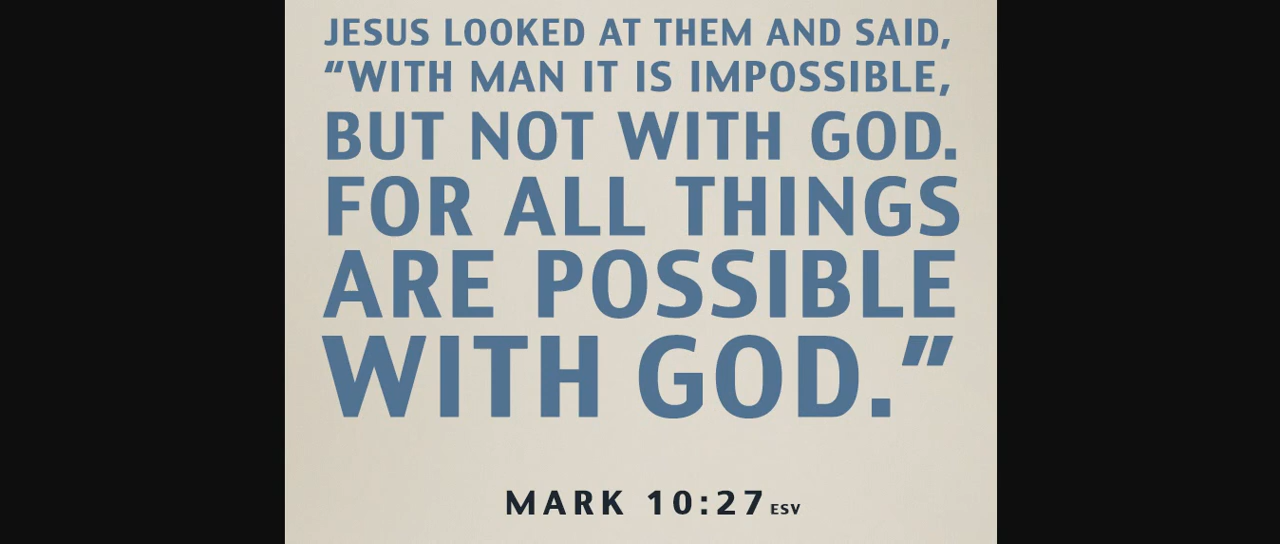 JESUS LOOKED AT THEM AND SAID,
“WITH MAN IT IS IMPOSSIBLE,
BUT NOT WITH GOD.
FOR ALL THINGS
ARE POSSIBLE
WITH GOD.”
MARK 10:27 ESV